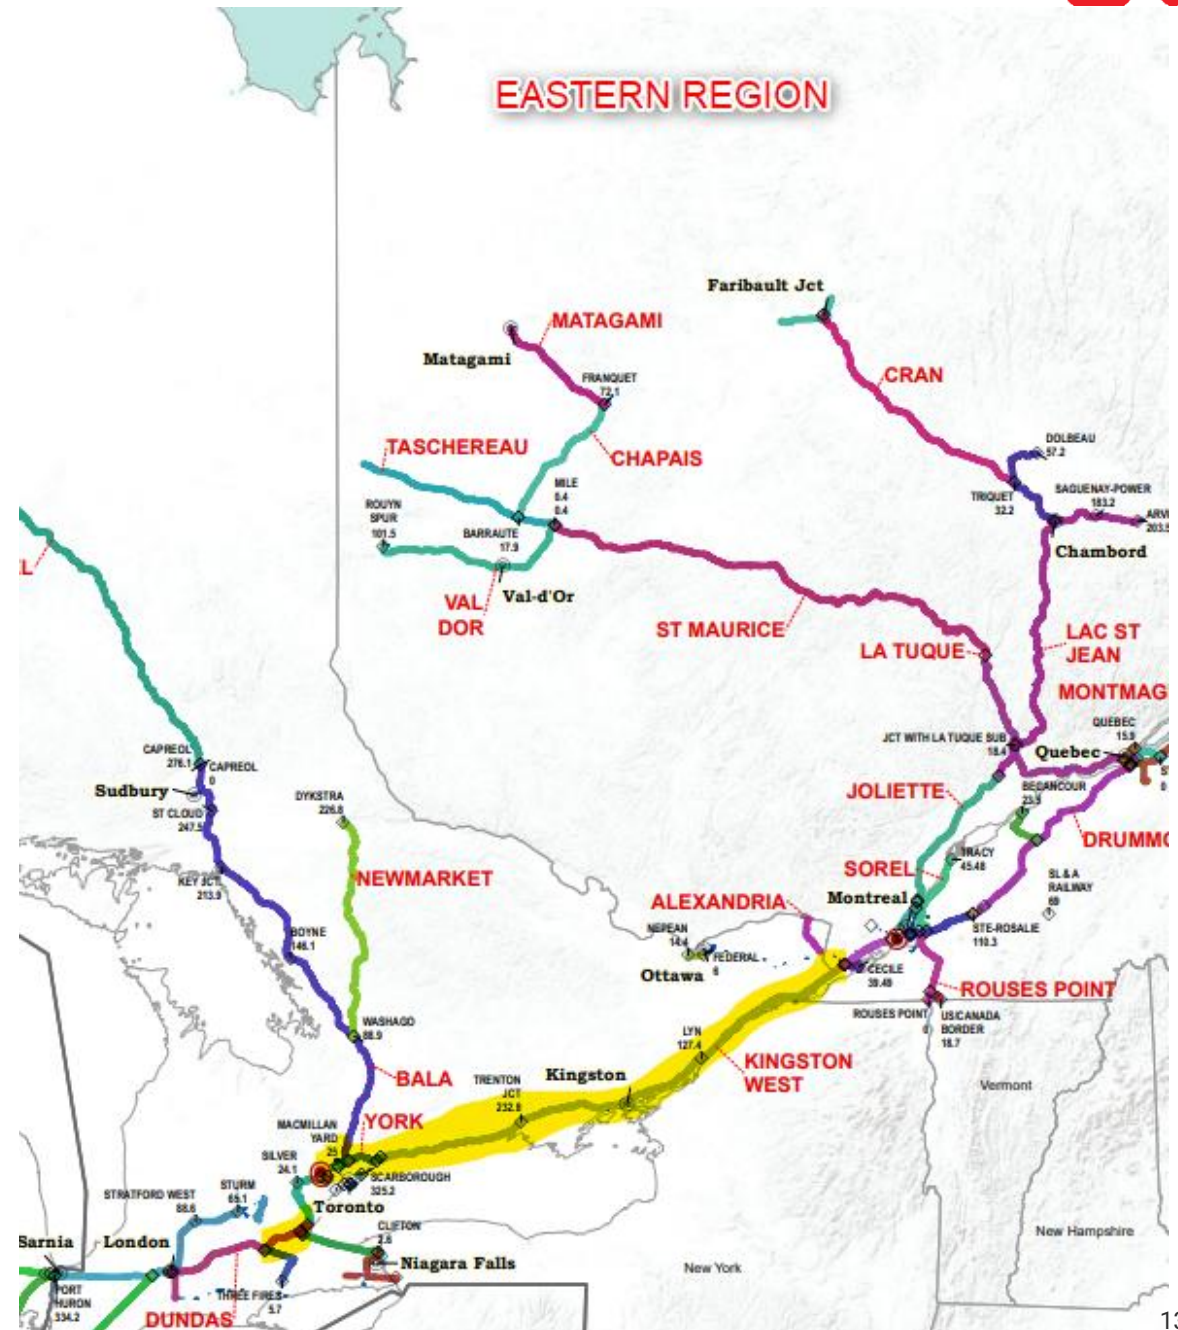 EASTERN REGION
Faribault Jct
MATAGAMI
Matagami
FRANQUET
72.1
CRAN
TASCHEREAU
CHAPAIS
DOLBEAU
57.2
MILE
0.4
0.4
ROUYN
SPUR
101.5
BARRAUTE
17.9
TRIQUET
32.2
SAGUENAY-POWER
183.2
ARV
203.5
Chambord
L
VAL
DOR
Val-d'Or
ST MAURICE
LA TUQUE
LAC ST
JEAN
MONTMAG
QUEBEC
15.9
JCT WITH LA TUQUE SUB
18.4
Quebec
CAPREOL
276.1
CAPREOL
0
Sudbury
ST CLOUD
247.5
DYKSTRA
226.8
JOLIETTE
BECANCOUR
23.5
S
0
DRUMMO
KEY JCT
213.9
NEWMARKET
SOREL
TRACY
45.48
ALEXANDRIA
Montreal
SL & A
RAILWAY
69
BOYNE
146.1
NEPEAN
14.4
FEDERAL
6
Ottawa
STE-ROSALIE
110.3
CECILE
39.49
ROUSES POINT
ROUSES POINT
0
US/CANADA
BORDER
18.7
WASHAGO
88.9
LYN
127.4
KINGSTON
WEST
BALA
TRENTON
JCT
232.8
Kingston
Vermont
MACMILLAN
YARD
25
YORK
SILVER
24.1
SCARBOROUGH
325.2
STRATFORD WEST
88.6
STURM
65.1
Toronto
CLIFTON
2.6
New Hampshire
Sarnia
London
Niagara Falls
New York
PORT
HURON
334.2
THREE FIRES
5.7
DUNDAS
13